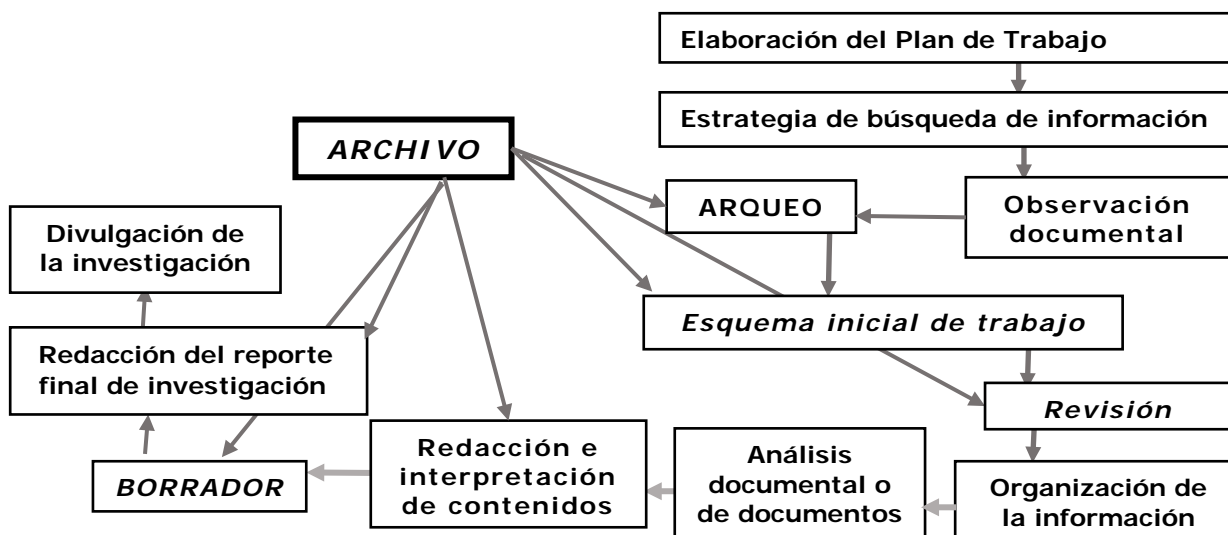 Elaboración del Plan de Trabajo
Estrategia de búsqueda de información
ARCHIVO
ARQUEO
Observación
documental
Divulgación de
la investigación
Esquema inicial de trabajo
Redacción del reporte
final de investigación
Revisión
Redacción e
interpretación
de contenidos
Análisis
documental o
de documentos
BORRADOR
Organización de
la información